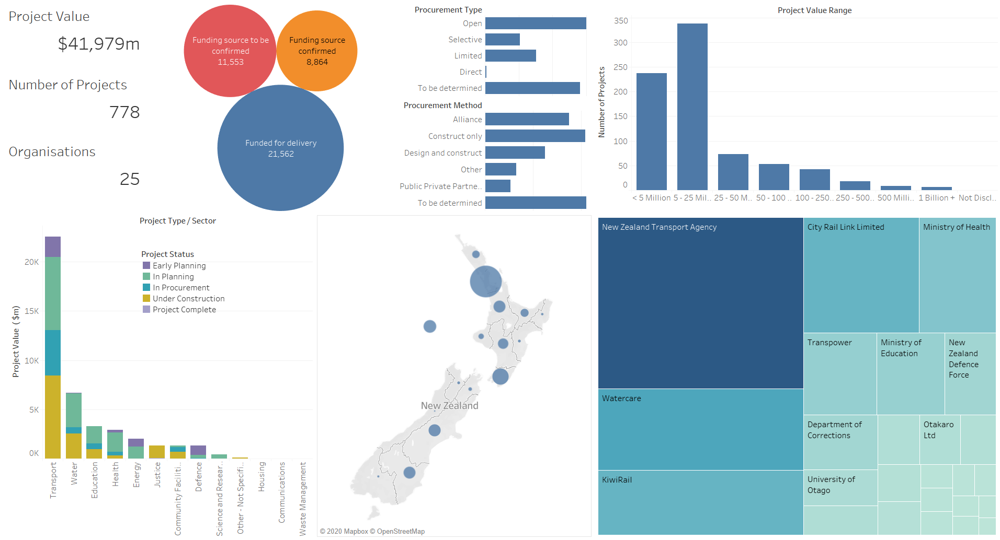 Project Value
$41,979m
Number of Projects
778
Organisations
25
Funding source to be
confirmed
11,553
Funding source
confirmed
8,864
Funded for delivery
21,562
Procurement Type
Open
Selective
Limited
Direct
To be determined
Procurement Method
Alliance
Construct only
Design and construct
Other
Public Private Partne..
To be determined
Project Value Range
Number of Projects
350
300
250
200
150
100
50
0
< 5 Million
5 - 25 Mil..
25 - 50 M..
50 - 100 ..
100 - 250..
250 - 500..
500 Milli..
1 Billion +
Not Discl..
Project Type / Sector
Project Value ($m)
20K
15K
10K
5K
0K
Project Status
Early Planning
In Planning
In Procurement
Under Construction
Project Complete
Transport
Water
Education
Health
Energy
Justice
Community Faciliti..
Defence
Science and Resear..
Other - Not Specifi..
Housing
Communications
Waste Management
New Zealand
© 2020 Mapbox © OpenStreetMap
New Zealand Transport Agency
Watercare
KiwiRail
City Rail Link Limited
Ministry of Health
Transpower
Ministry of
Education
New
Zealand
Defence
Force
Department of
Corrections
Otakaro
Ltd
University of
Otago